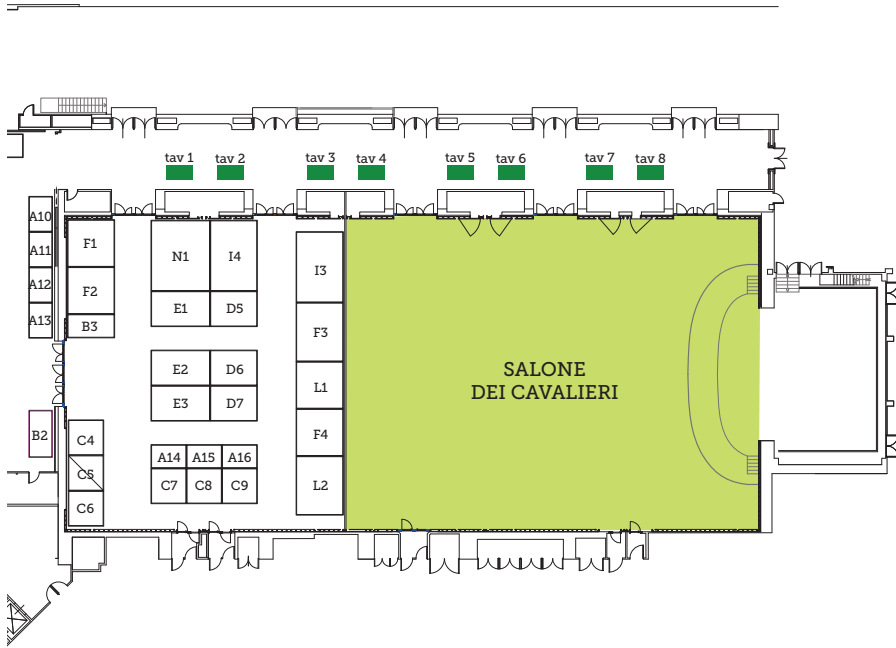 tav 1
tav 2
tav 3
tav 4
tav 5
tav 6
tav 7
tav 8
A10
A11
A12
A13
B2
F1
F2
B3
C4
C5
C6
N1
I4
E1
D5
E2
D6
E3
D7
A14
A15
A16
C7
C8
C9
I3
F3
L1
F4
L2
SALONE
DEI CAVALIERI